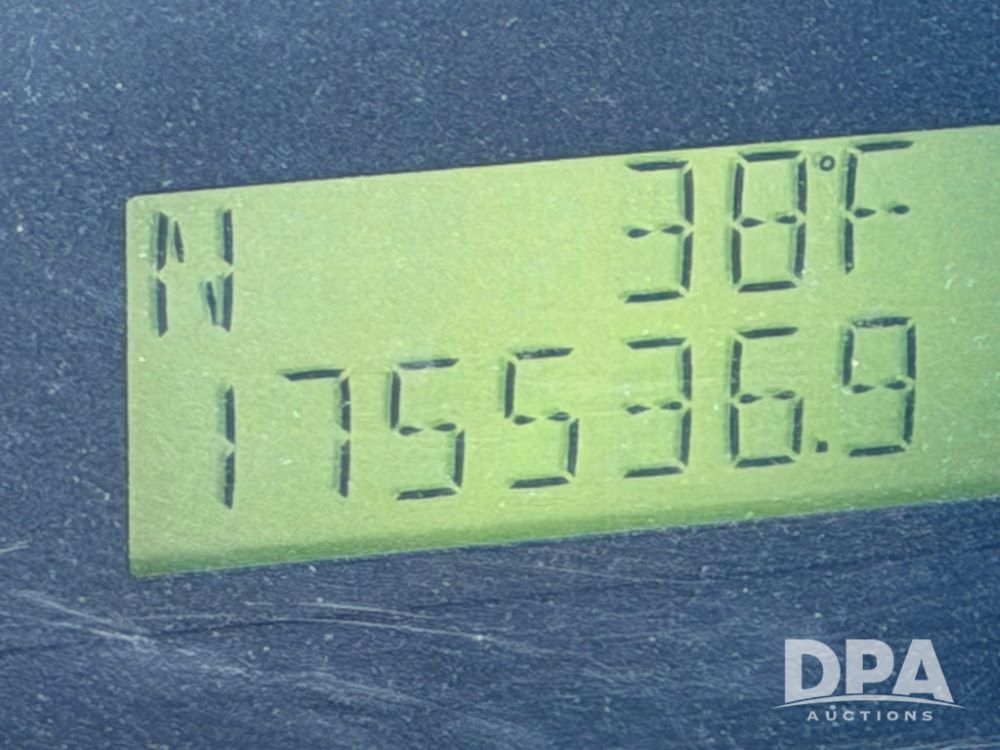 N 38°F
175536.9
DPA
AUCTIONS